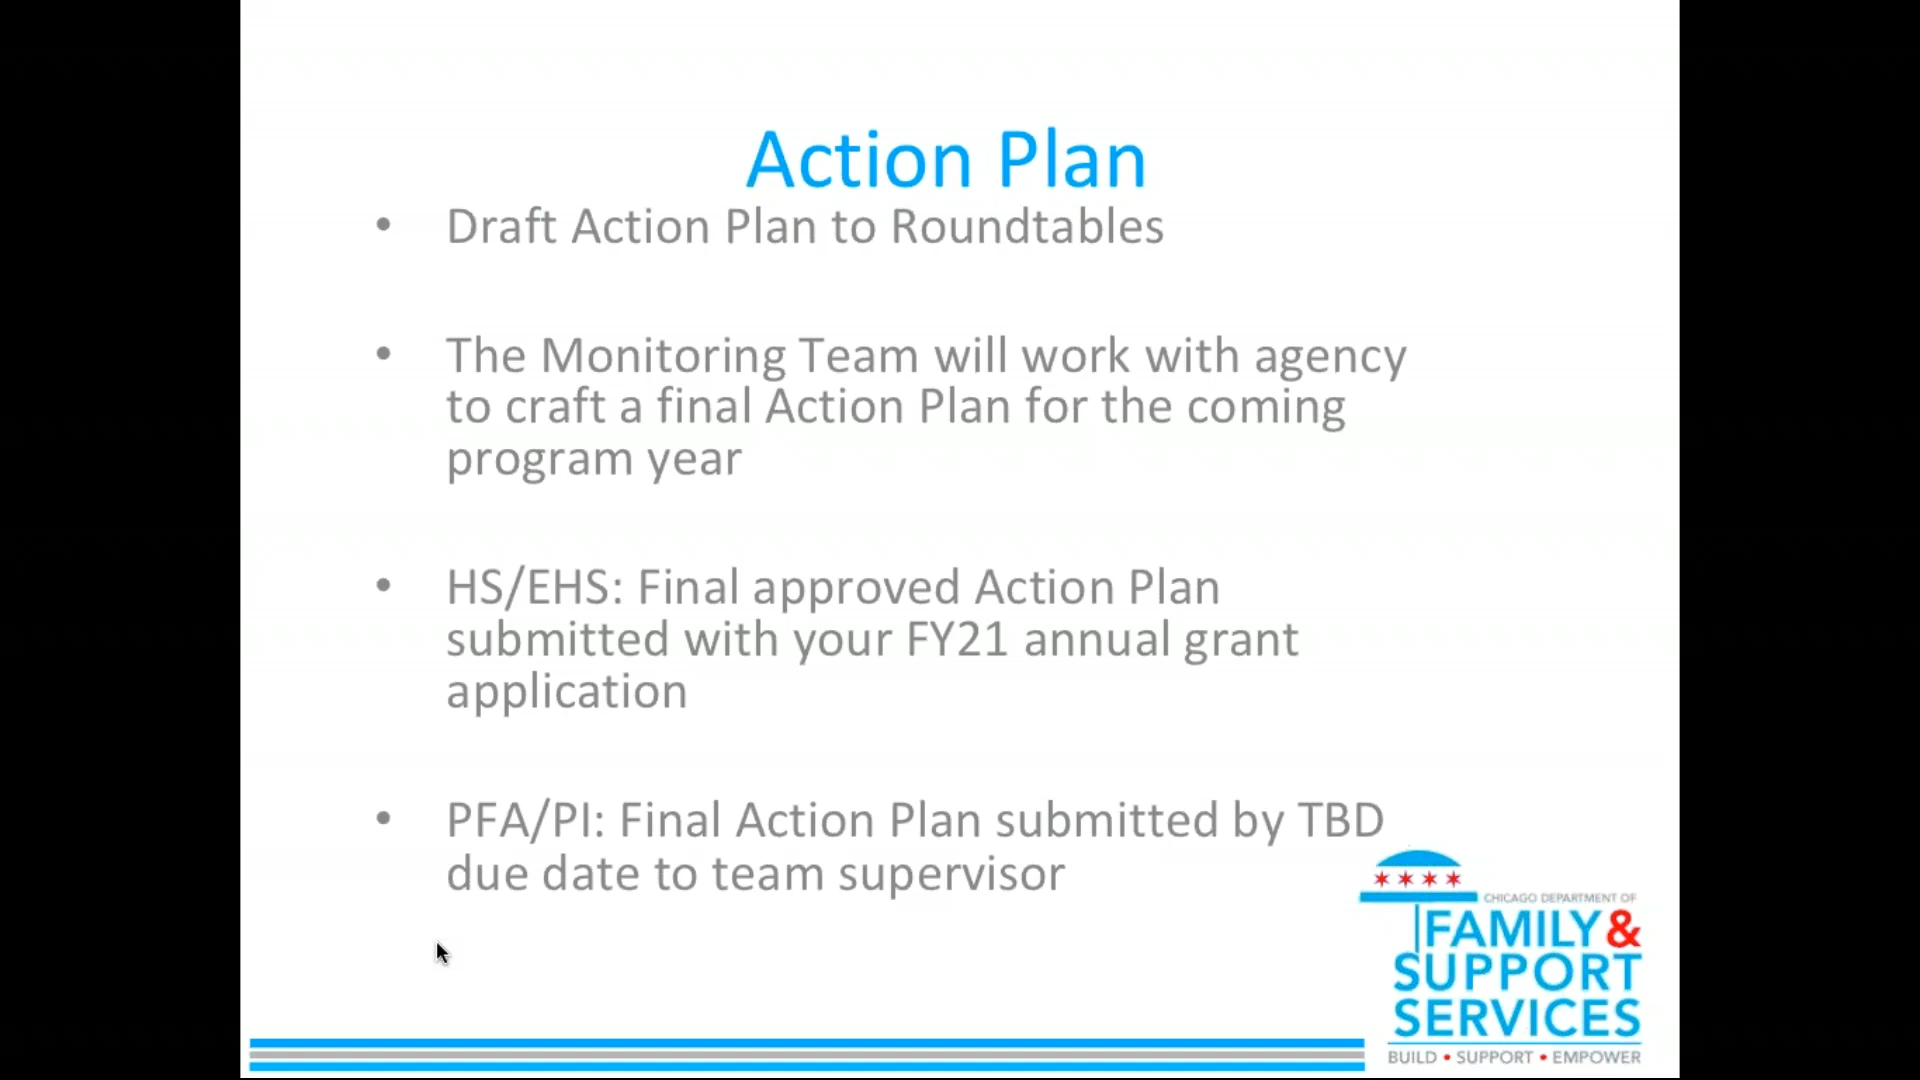 Action Plan
• Draft Action Plan to Roundtables
• The Monitoring Team will work with agency
to craft a final Action Plan for the coming
program year
• HS/EHS: Final approved Action Plan
submitted with your FY21 annual grant
application
• PFA/PI: Final Action Plan submitted by TBD
due date to team supervisor
CHICAGO DEPARTMENT OF
FAMILY &
SUPPORT
SERVICES
BUILD • SUPPORT • EMPOWER